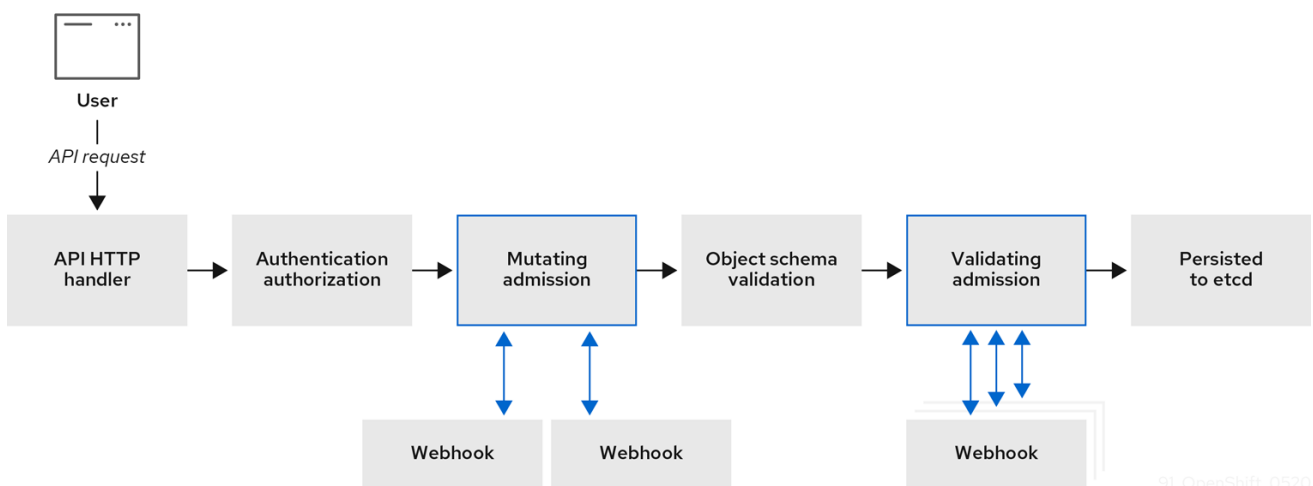 User
API request
API HTTP
handler
Authentication
authorization
Mutating
admission
Object schema
validation
Validating
admission
Persisted
to etcd
Webhook
Webhook
Webhook
91_OpenShift_0520